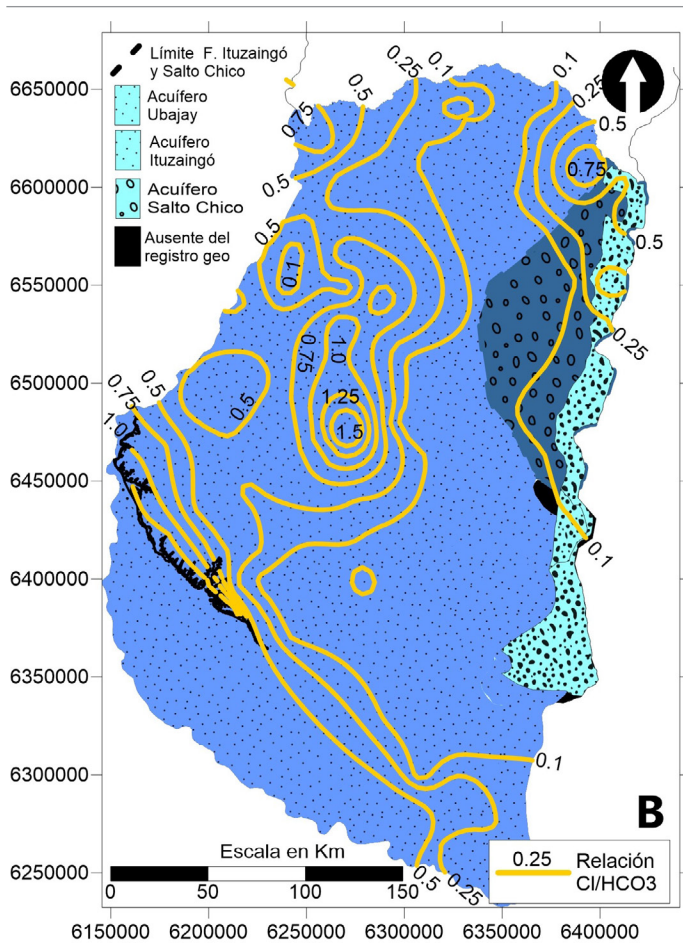 Límite F. Ituzaingó
y Salto Chico
Acuífero
Ubajay
Acuífero
Ituzaingó
Acuífero
Salto Chico
Ausente del
registro geo
6650000
6600000
6550000
6500000
6450000
6400000
6350000
6300000
6250000
0.75
0.5
0.25
0.1
0.1
0.25
0.5
0.75
0.5
0.5
0.5
0.1
0.25
0.75
1.0
0.5
1.25
1.5
0.75
0.5
1.0
0.1
0.1
0.5
0.25
B
Escala en Km
0 50 100 150
0.25
Relación
Cl/HCO3
6150000 6200000 6250000 6300000 6350000 6400000